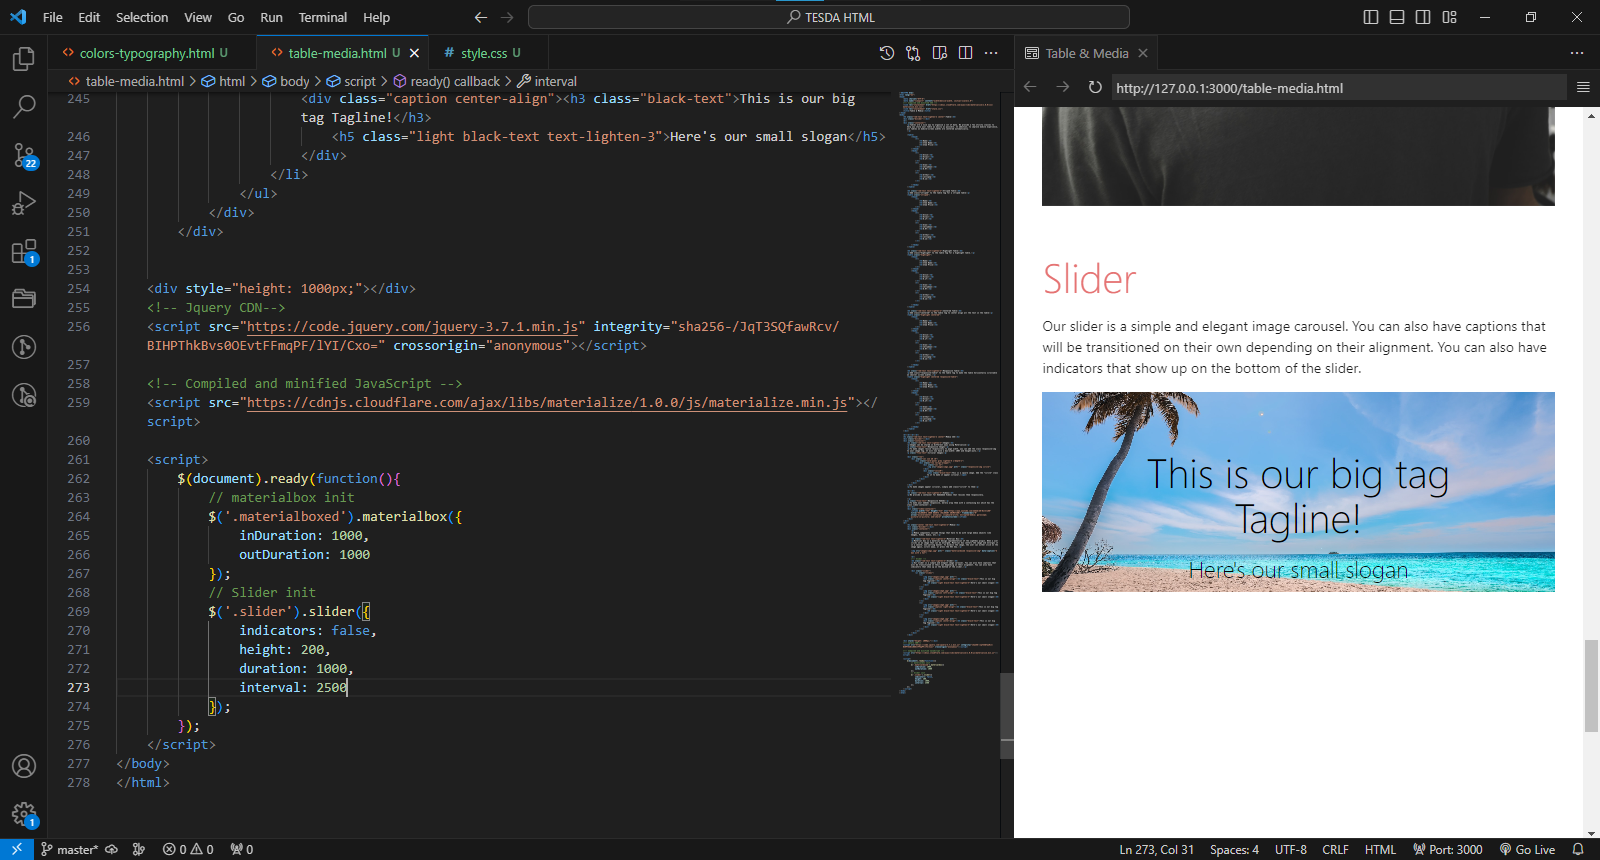 File Edit Selection View Go Run Terminal Help
TESDA HTML
colors-typography.html U
table-media.html U
style.css U
table-media.html > html > body > script > ready() callback > interval
245 <div class="caption center-align"><h3 class="black-text">This is our big
tag Tagline!</h3>
246 <h5 class="light black-text text-lighten-3">Here's our small slogan</h5>
247 </div>
248 </li>
249 </ul>
250 </div>
251 </div>
252
253
254 <div style="height: 1000px;"></div>
255 <!-- Jquery CDN-->
256 <script src="https://code.jquery.com/jquery-3.7.1.min.js" integrity="sha256-/JqT3SQfawRcv/
BIHPThkBvs0OEvtFFmqPF/lYI/Cxo=" crossorigin="anonymous"></script>
257
258 <!-- Compiled and minified JavaScript -->
259 <script src="https://cdnjs.cloudflare.com/ajax/libs/materialize/1.0.0/js/materialize.min.js"></
script>
260
261 <script>
262 $(document).ready(function(){
263 // materialbox init
264 $('.materialboxed').materialbox({
265 inDuration: 1000,
266 outDuration: 1000
267 });
268 // Slider init
269 $('.slider').slider({
270 indicators: false,
271 height: 200,
272 duration: 1000,
273 interval: 2500
274 });
275 });
276 </script>
277 </body>
278 </html>
Table & Media
http://127.0.0.1:3000/table-media.html
Slider
Our slider is a simple and elegant image carousel. You can also have captions that
will be transitioned on their own depending on their alignment. You can also have
indicators that show up on the bottom of the slider.
This is our big tag
Tagline!
Here's our small slogan
22
1
1
master* 0 0 0
Ln 273, Col 31 Spaces: 4 UTF-8 CRLF HTML Port: 3000 Go Live